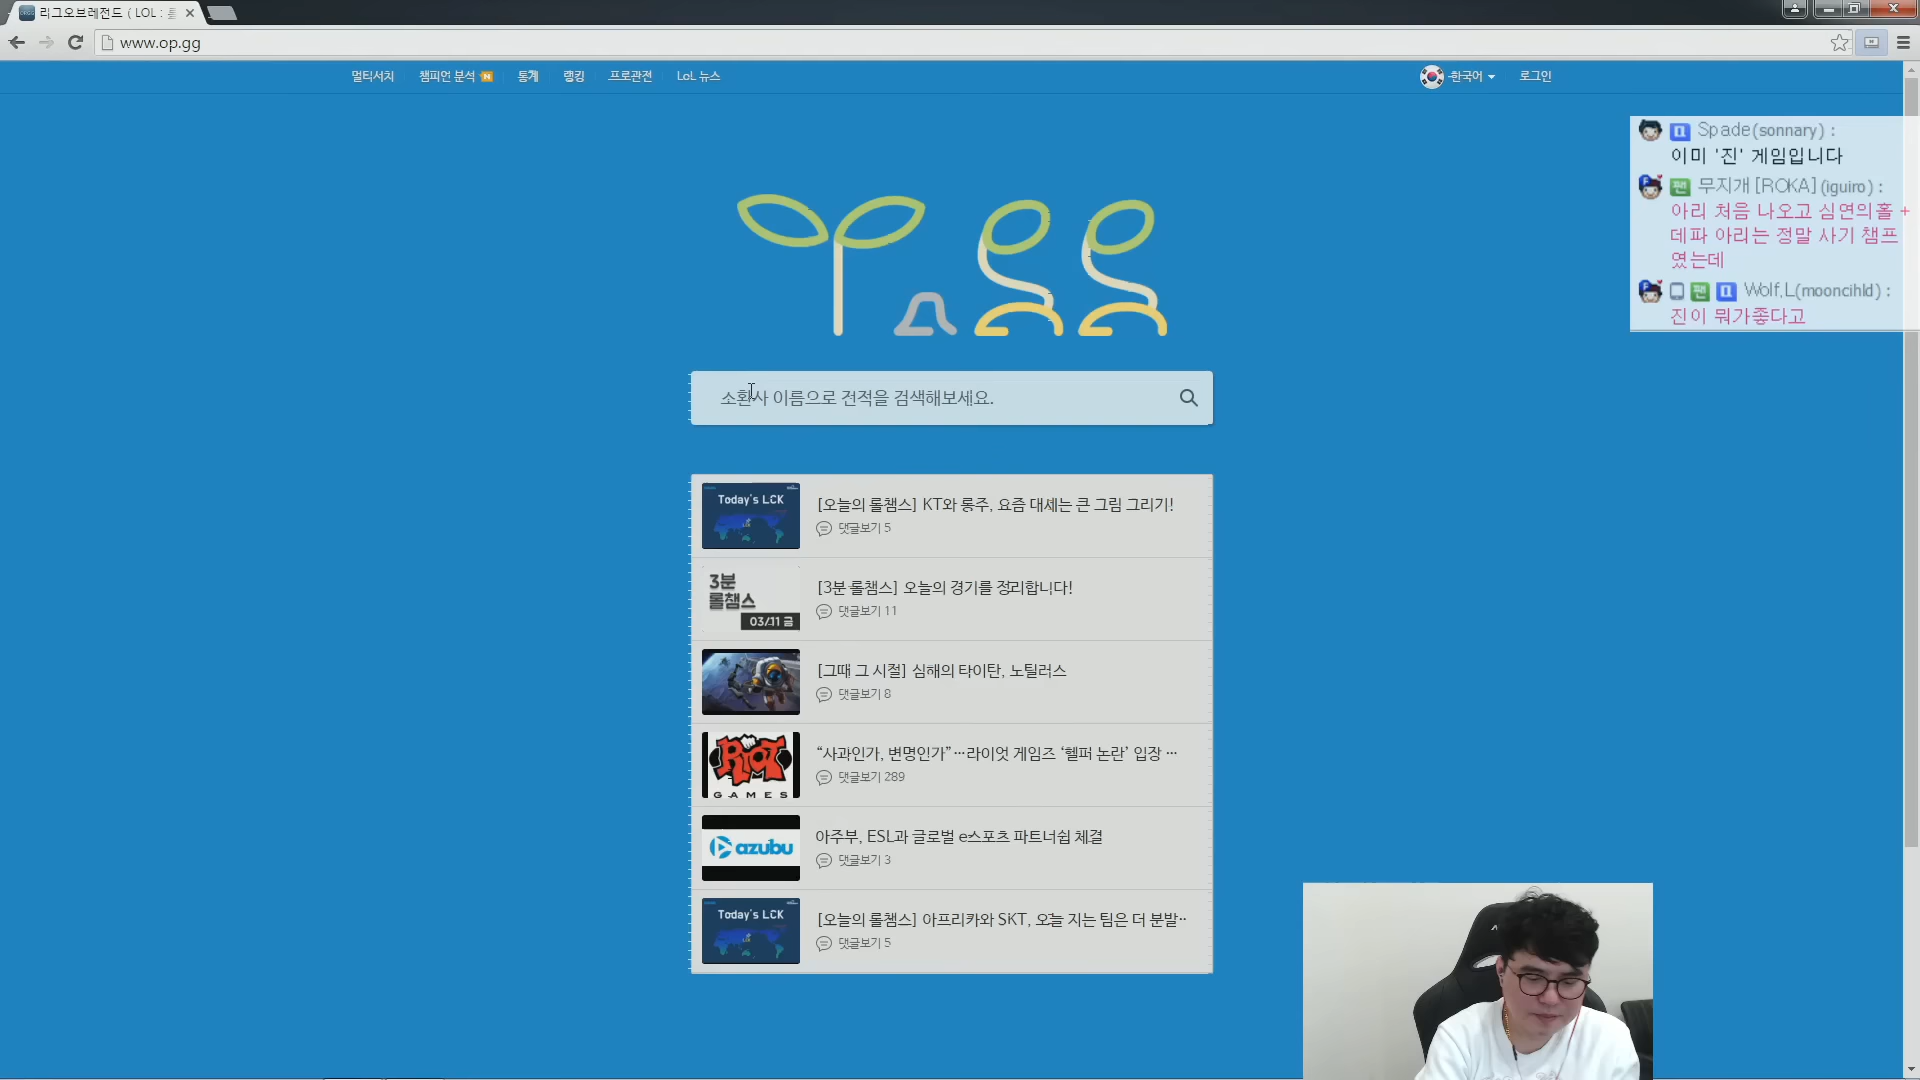 리그오브레전드 ( LOL :
www.op.gg
멀티서치 챔피언 분석 N 통계 랭킹 프로관전 LoL 뉴스
한국어 로그인
Spade(sonnary) :
이미 '진' 게임입니다
팬 무지개 [ROKA] (iguiro) :
아리 처음 나오고 심연의홀 +
데파 아리는 정말 사기 챔프
였는데
팬 Wolf,L(mooncihld) :
진이 뭐가좋다고
소환사 이름으로 전적을 검색해보세요.
Today's LCK
[오늘의 롤챔스] KT와 롱주, 요즘 대세는 큰 그림 그리기!
댓글보기 5
3분
롤챔스
03/11 금
[3분 롤챔스] 오늘의 경기를 정리합니다!
댓글보기 11
[그때 그 시절] 심해의 타이탄, 노틸러스
댓글보기 8
RIOT
GAMES
“사과인가, 변명인가”…라이엇 게임즈 ‘헬퍼 논란’ 입장 …
댓글보기 289
azubu
아주부, ESL과 글로벌 e스포츠 파트너쉽 체결
댓글보기 3
Today's LCK
[오늘의 롤챔스] 아프리카와 SKT, 오늘 지는 팀은 더 분발…
댓글보기 5